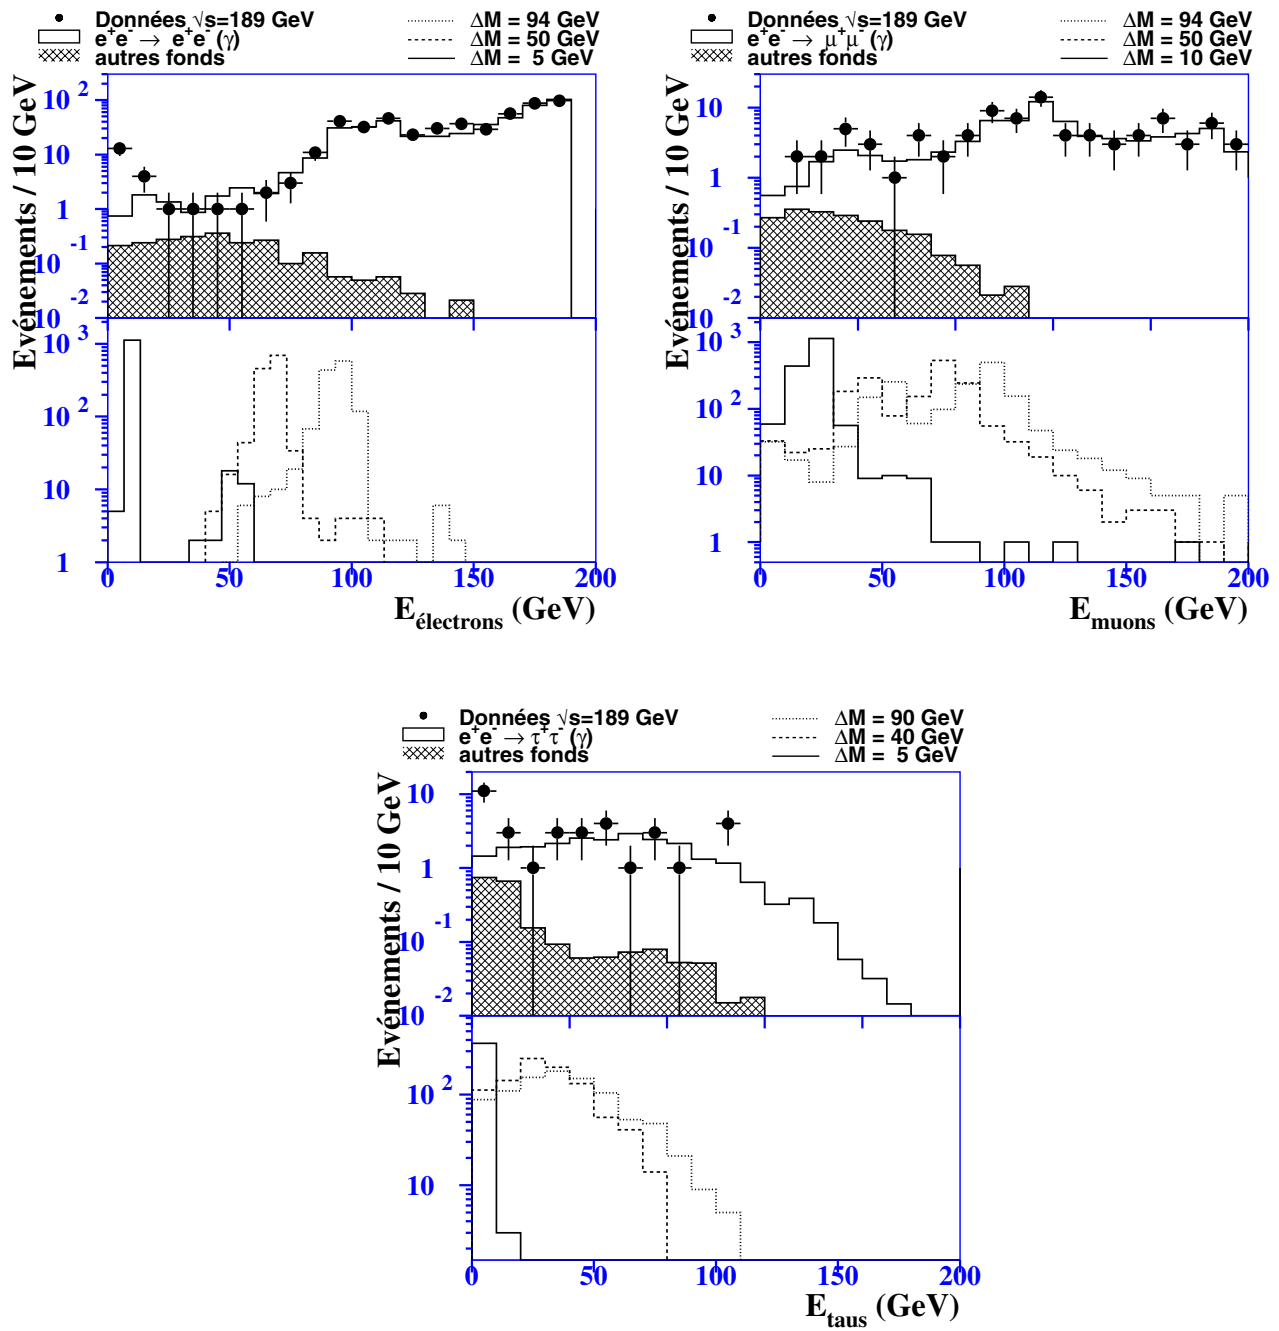 Données √s=189 GeV
e⁺e⁻ → e⁺e⁻ (γ)
autres fonds
ΔM = 94 GeV
ΔM = 50 GeV
ΔM = 5 GeV
Evénements / 10 GeV
10²
10
1
10⁻¹
10⁻²
10³
10²
10
1
0 50 100 150 200
E électrons (GeV)
Données √s=189 GeV
e⁺e⁻ → μ⁺μ⁻ (γ)
autres fonds
ΔM = 94 GeV
ΔM = 50 GeV
ΔM = 10 GeV
Evénements / 10 GeV
10
1
10⁻¹
10⁻²
10³
10²
10
1
0 50 100 150 200
E muons (GeV)
Données √s=189 GeV
e⁺e⁻ → τ⁺τ⁻ (γ)
autres fonds
ΔM = 90 GeV
ΔM = 40 GeV
ΔM = 5 GeV
Evénements / 10 GeV
10
1
10⁻¹
10⁻²
10²
10
0 50 100 150 200
E taus (GeV)